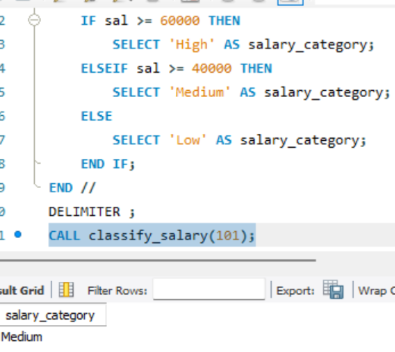 2 IF sal >= 60000 THEN
3 SELECT 'High' AS salary_category;
4 ELSEIF sal >= 40000 THEN
5 SELECT 'Medium' AS salary_category;
6 ELSE
7 SELECT 'Low' AS salary_category;
8 END IF;
9 END //
0 DELIMITER ;
1 CALL classify_salary(101);
sult Grid Filter Rows: Export: Wrap C
salary_category
Medium